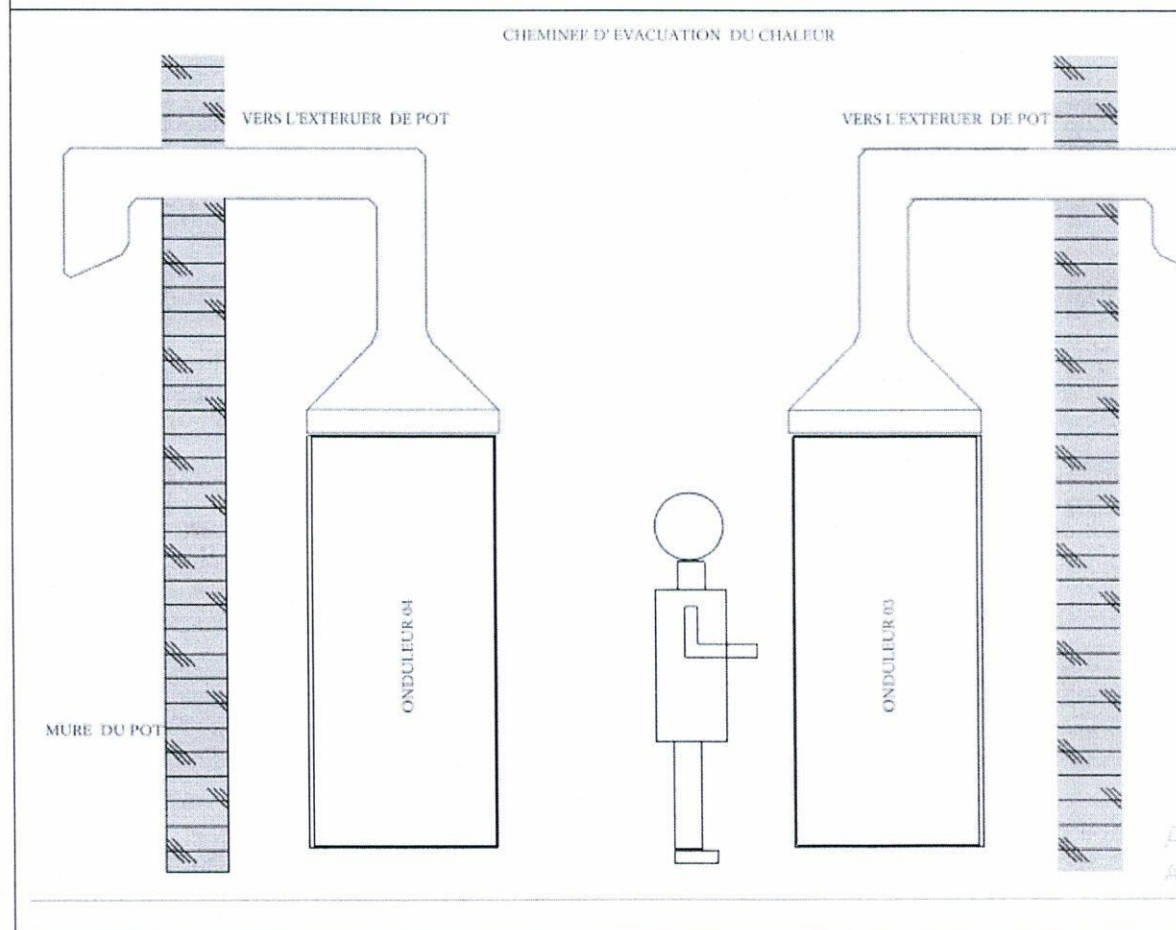 CHEMINEE D' EVACUATION DU CHALEUR
VERS L'EXTERUER DE POT
VERS L'EXTERUER DE POT
ONDULEUR 04
ONDULEUR 03
MURE DU POT